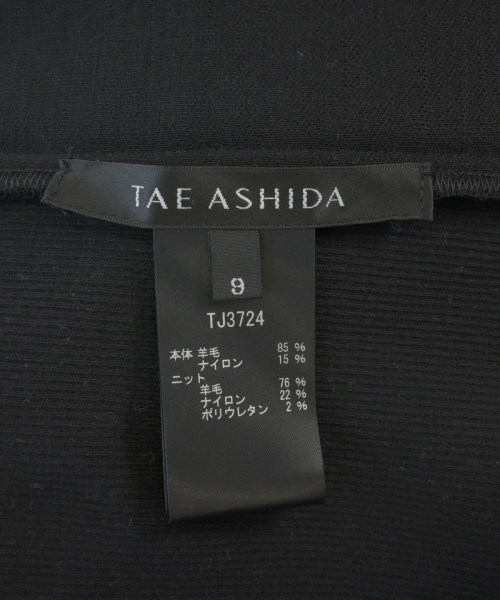 TAE ASHIDA
9
TJ3724
本体 羊毛 85 %
ナイロン 15 %
ニット
羊毛 76 %
ナイロン 22 %
ポリウレタン 2 %